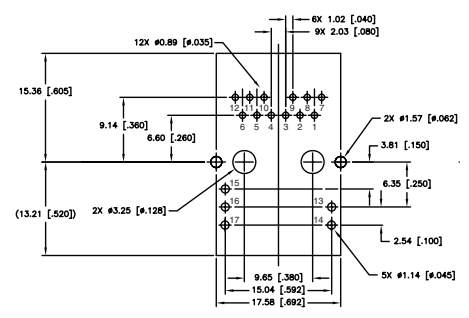 6X 1.02 [.040]
9X 2.03 [.080]
12X ø0.89 [ø.035]
15.36 [.605]
9.14 [.360]
12 11 10 9 8 7
6 5 4 3 2 1
6.60 [.260]
2X ø1.57 [ø.062]
3.81 [.150]
6.35 [.250]
15
(13.21 [.520])
2X ø3.25 [ø.128]
16 13
17 14
2.54 [.100]
5X ø1.14 [ø.045]
9.65 [.380]
15.04 [.592]
17.58 [.692]